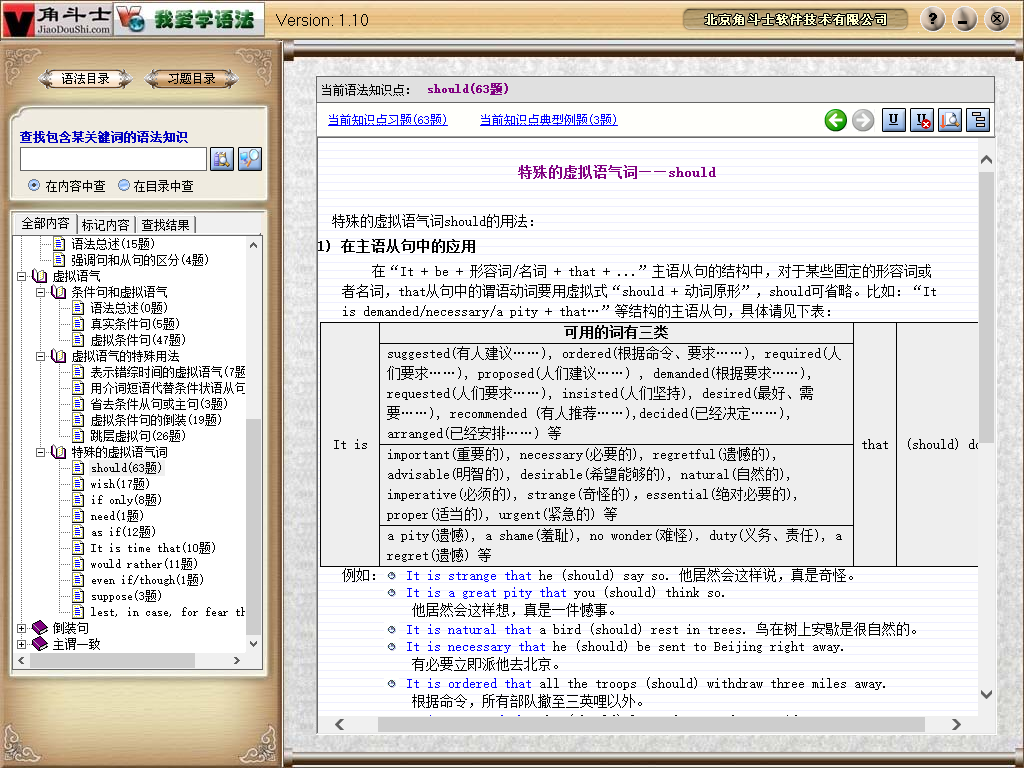 角斗士
JiaoDouShi.com
我爱学语法
Version: 1.10
北京角斗士软件技术有限公司
语法目录
习题目录
查找包含某关键词的语法知识
在内容中查
在目录中查
全部内容
标记内容
查找结果
语法总述(15题)
强调句和从句的区分(4题)
虚拟语气
条件句和虚拟语气
语法总述(0题)
真实条件句(5题)
虚拟条件句(47题)
虚拟语气的特殊用法
表示错综时间的虚拟语气(7题
用介词短语代替条件状语从句
省去条件从句或主句(3题)
虚拟条件句的倒装(19题)
跳层虚拟句(26题)
特殊的虚拟语气词
should(63题)
wish(17题)
if only(8题)
need(1题)
as if(12题)
It is time that(10题)
would rather(11题)
even if/though(1题)
suppose(3题)
lest, in case, for fear th
倒装句
主谓一致
当前语法知识点: should(63题)
当前知识点习题(63题)
当前知识点典型例题(3题)
特殊的虚拟语气词——should
特殊的虚拟语气词should的用法:
1) 在主语从句中的应用
在“It + be + 形容词/名词 + that + ...”主语从句的结构中, 对于某些固定的形容词或
者名词, that从句中的谓语动词要用虚拟式“should + 动词原形”, should可省略。比如: “It
is demanded/necessary/a pity + that…”等结构的主语从句, 具体请见下表:
可用的词有三类
It is
suggested(有人建议……), ordered(根据命令、要求……), required(人
们要求……), proposed(人们建议……) , demanded(根据要求……),
requested(人们要求……), insisted(人们坚持), desired(最好、需
要……), recommended (有人推荐……),decided(已经决定……),
arranged(已经安排……) 等
important(重要的), necessary(必要的), regretful(遗憾的),
advisable(明智的), desirable(希望能够的), natural(自然的),
imperative(必须的), strange(奇怪的), essential(绝对必要的),
proper(适当的), urgent(紧急的) 等
a pity(遗憾), a shame(羞耻), no wonder(难怪), duty(义务、责任), a
regret(遗憾) 等
that
(should) do
例如: It is strange that he (should) say so. 他居然会这样说, 真是奇怪。
It is a great pity that you (should) think so.
他居然会这样想, 真是一件憾事。
It is natural that a bird (should) rest in trees. 鸟在树上安歇是很自然的。
It is necessary that he (should) be sent to Beijing right away.
有必要立即派他去北京。
It is ordered that all the troops (should) withdraw three miles away.
根据命令, 所有部队撤至三英哩以外。